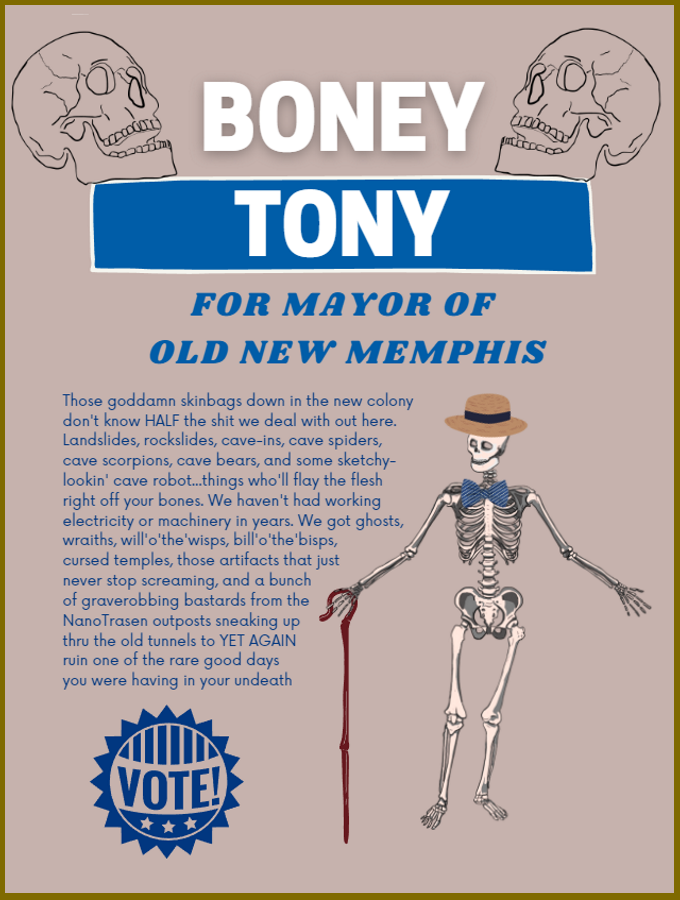 BONEY
TONY
FOR MAYOR OF
OLD NEW MEMPHIS
Those goddamn skinbags down in the new colony
don't know HALF the shit we deal with out here.
Landslides, rockslides, cave-ins, cave spiders,
cave scorpions, cave bears, and some sketchy-
lookin' cave robot...things who'll flay the flesh
right off your bones. We haven't had working
electricity or machinery in years. We got ghosts,
wraiths, will'o'the'wisps, bill'o'the'bisps,
cursed temples, those artifacts that just
never stop screaming, and a bunch
of graverobbing bastards from the
NanoTrasen outposts sneaking up
thru the old tunnels to YET AGAIN
ruin one of the rare good days
you were having in your undeath
VOTE!